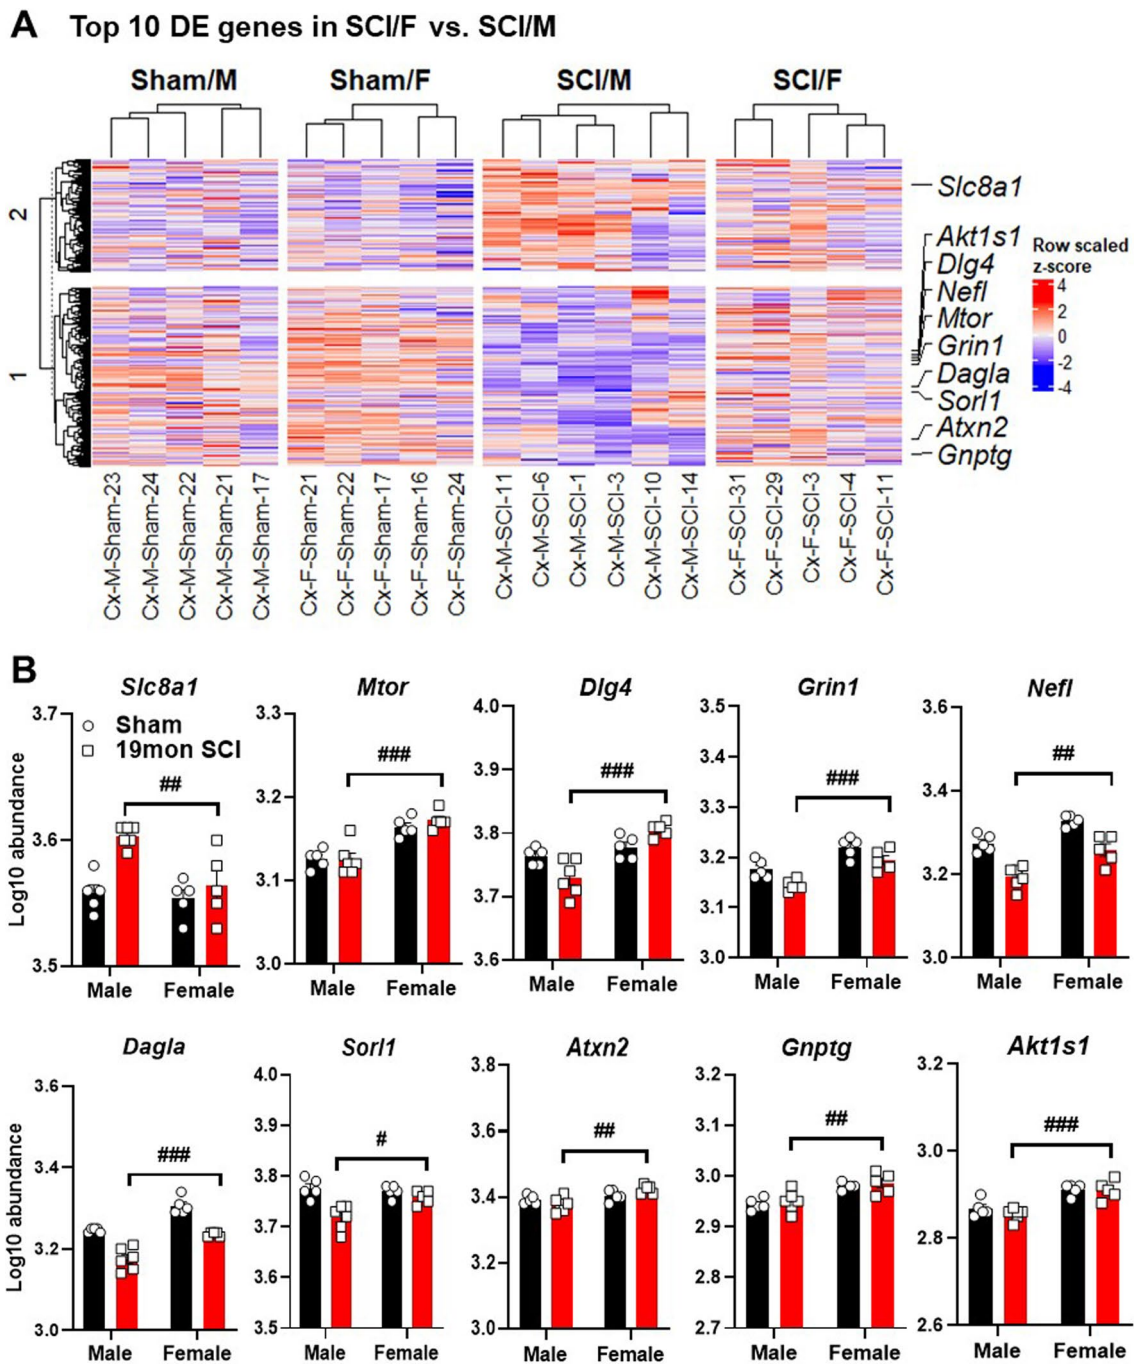 A Top 10 DE genes in SCI/F vs. SCI/M
Sham/M Sham/F SCI/M SCI/F
2
1
Slc8a1
Akt1s1
Dlg4
Nefl
Mtor
Grin1
Dagla
Sorl1
Atxn2
Gnptg
Row scaled
z-score
4
2
0
-2
-4
Cx-M-Sham-23
Cx-M-Sham-24
Cx-M-Sham-22
Cx-M-Sham-21
Cx-M-Sham-17
Cx-F-Sham-21
Cx-F-Sham-22
Cx-F-Sham-17
Cx-F-Sham-16
Cx-F-Sham-24
Cx-M-SCI-11
Cx-M-SCI-6
Cx-M-SCI-1
Cx-M-SCI-3
Cx-M-SCI-10
Cx-M-SCI-14
Cx-F-SCI-31
Cx-F-SCI-29
Cx-F-SCI-3
Cx-F-SCI-4
Cx-F-SCI-11
B
Slc8a1
Log10 abundance
3.7
3.6
3.5
Sham
19mon SCI
##
Male Female
Mtor
3.3
3.2
3.1
3.0
###
Male Female
Dlg4
4.0
3.9
3.8
3.7
3.6
###
Male Female
Grin1
3.5
3.4
3.3
3.2
3.1
3.0
###
Male Female
Nefl
3.6
3.4
3.2
3.0
##
Male Female
Dagla
Log10 abundance
3.6
3.4
3.2
3.0
###
Male Female
Sorl1
4.0
3.9
3.8
3.7
3.6
3.5
#
Male Female
Atxn2
3.8
3.6
3.4
3.2
3.0
##
Male Female
Gnptg
3.2
3.1
3.0
2.9
2.8
2.7
##
Male Female
Akt1s1
3.2
3.0
2.8
2.6
###
Male Female